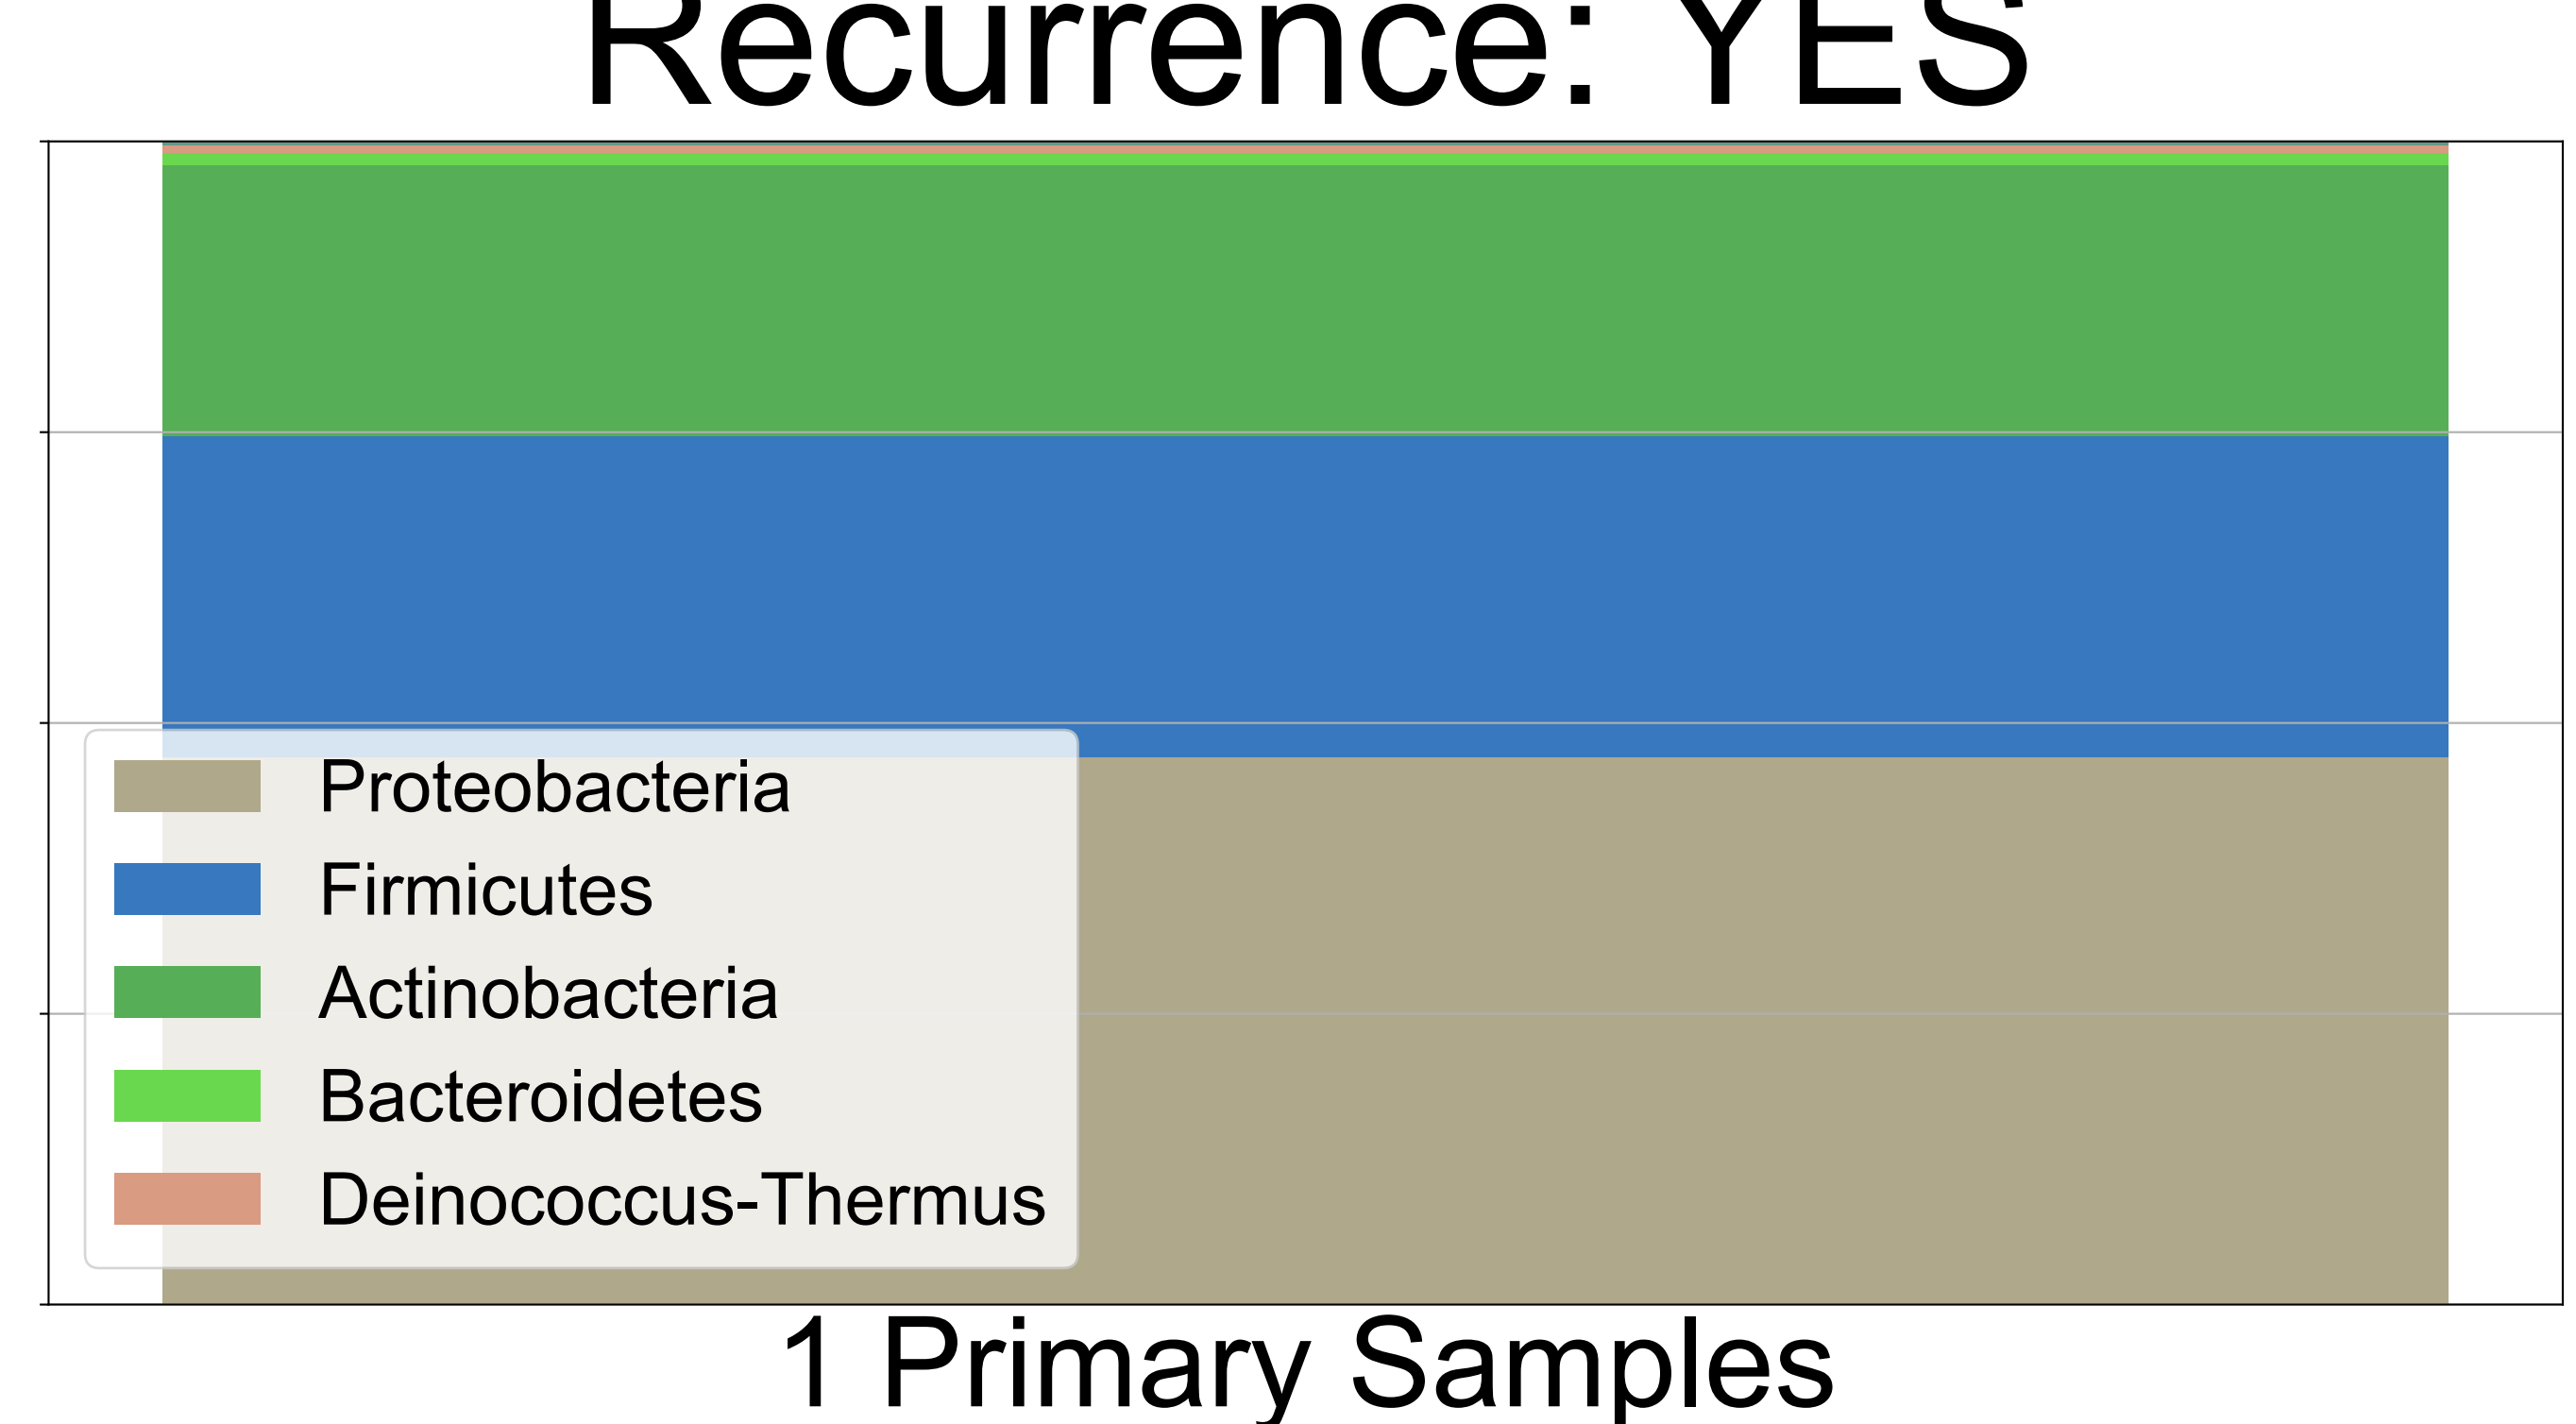 Recurrence: YES
Proteobacteria
Firmicutes
Actinobacteria
Bacteroidetes
Deinococcus-Thermus
1 Primary Samples